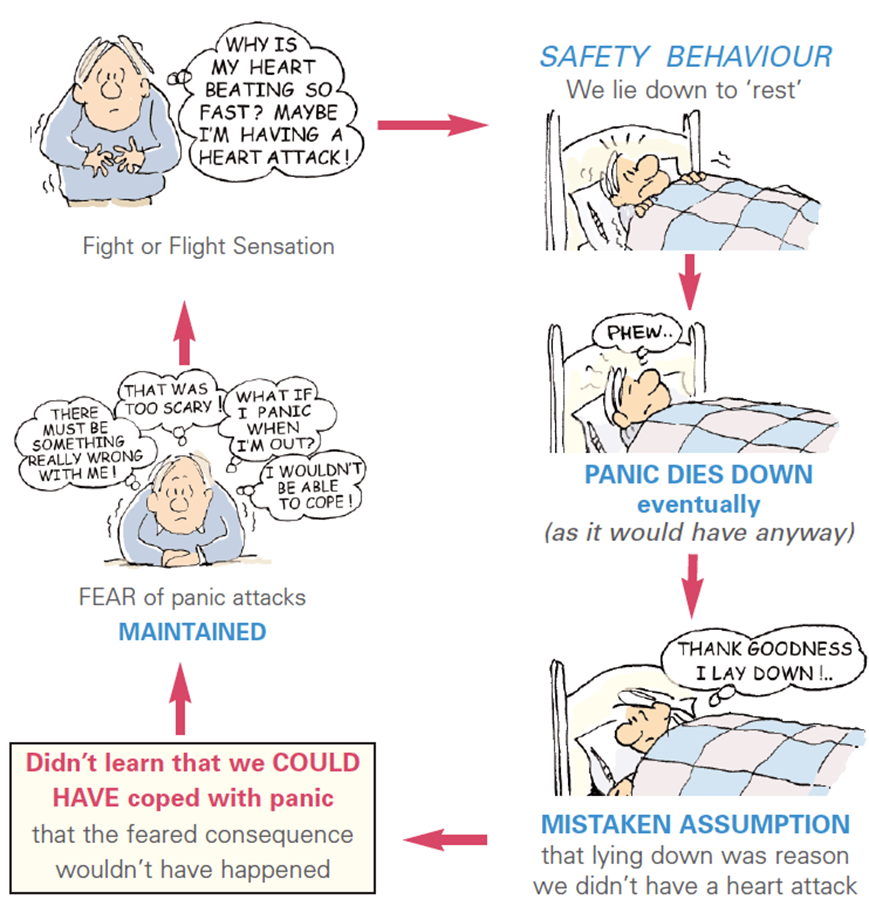 WHY IS
MY HEART
BEATING SO
FAST? MAYBE
I'M HAVING A
HEART ATTACK!
Fight or Flight Sensation
SAFETY BEHAVIOUR
We lie down to ‘rest’
PHEW..
PANIC DIES DOWN
eventually
(as it would have anyway)
THANK GOODNESS
I LAY DOWN!..
MISTAKEN ASSUMPTION
that lying down was reason
we didn’t have a heart attack
Didn’t learn that we COULD
HAVE coped with panic
that the feared consequence
wouldn’t have happened
THERE
MUST BE
SOMETHING
REALLY WRONG
WITH ME!
THAT WAS
TOO SCARY!
WHAT IF
I PANIC
WHEN
I'M OUT?
I WOULDN'T
BE ABLE
TO COPE!
FEAR of panic attacks
MAINTAINED